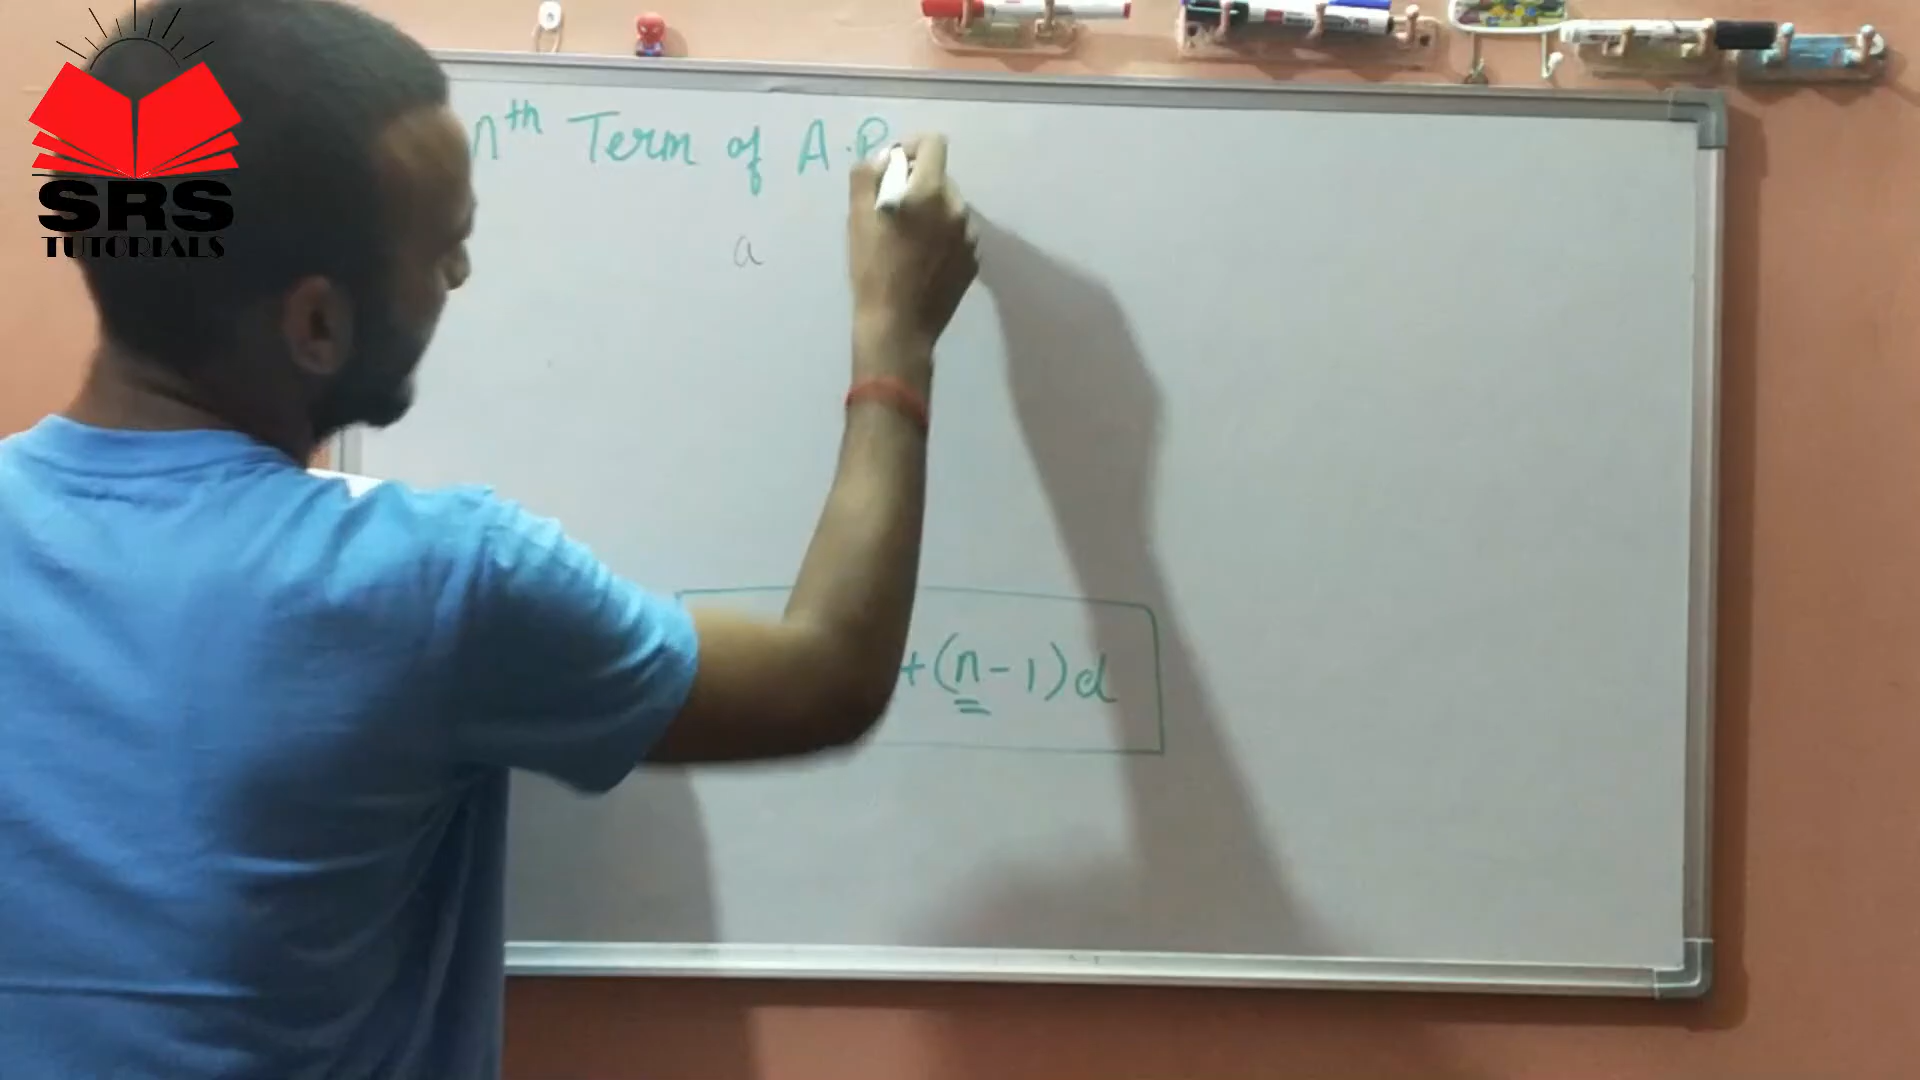 SRS
TUTORIALS
nth Term of A.P
a
+(n-1)d